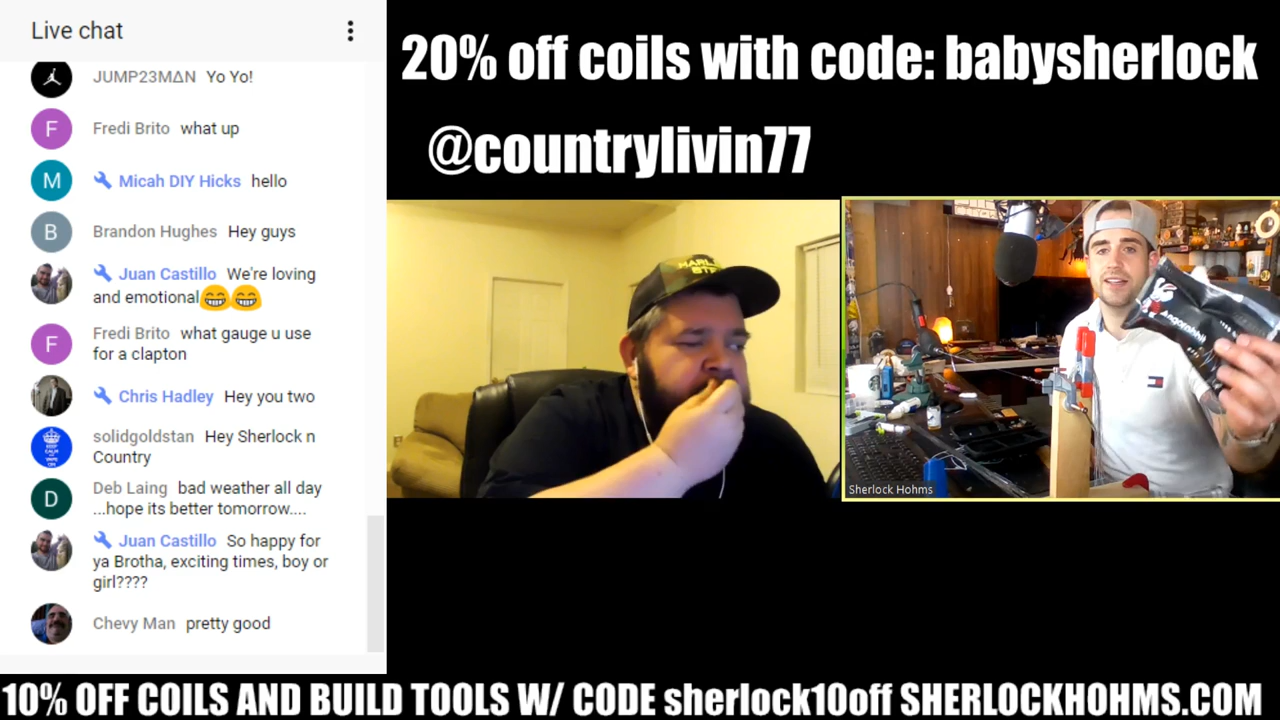 Live chat
JUMP23MΔN Yo Yo!
Fredi Brito what up
Micah DIY Hicks hello
Brandon Hughes Hey guys
Juan Castillo We're loving
and emotional😁😁
Fredi Brito what gauge u use
for a clapton
Chris Hadley Hey you two
solidgoldstan Hey Sherlock n
Country
Deb Laing bad weather all day
...hope its better tomorrow....
Juan Castillo So happy for
ya Brotha, exciting times, boy or
girl????
Chevy Man pretty good
20% off coils with code: babysherlock
@countrylivin77
Sherlock Hohms
10% OFF COILS AND BUILD TOOLS W/ CODE sherlock10off SHERLOCKHOHMS.COM